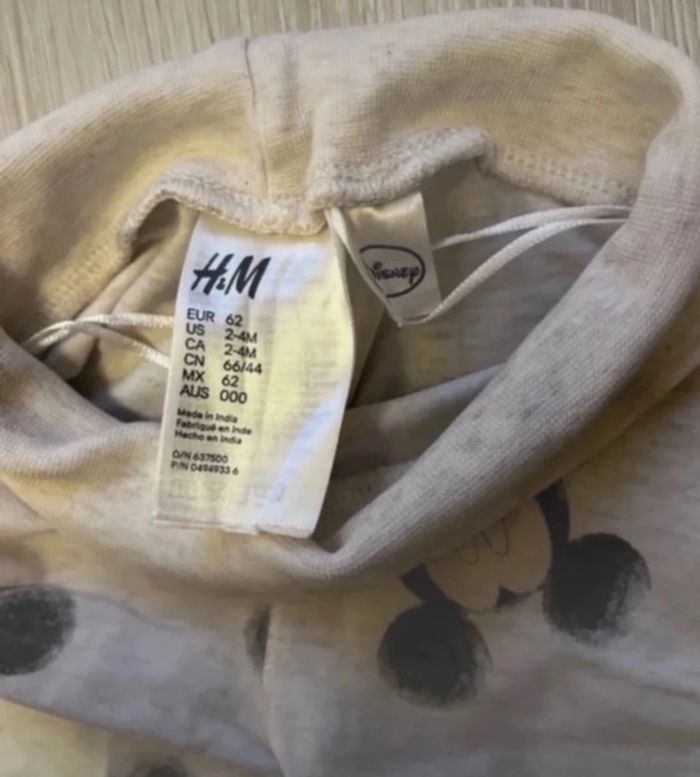 H&M
EUR 62
US 2-4M
CA 2-4M
CN 66/44
MX 62
AUS 000
Made in India
Fabriqué en Inde
Hecho en India
O/N 637500
P/N 0494933 6
DISNEY